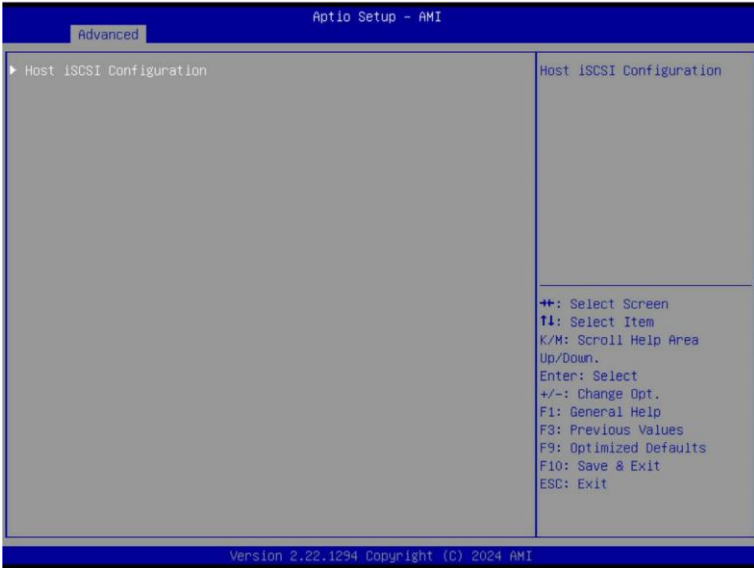 Aptio Setup - AMI
Advanced
▶ Host iSCSI Configuration
Host iSCSI Configuration
→←: Select Screen
↑↓: Select Item
K/M: Scroll Help Area
Up/Down.
Enter: Select
+/-: Change Opt.
F1: General Help
F3: Previous Values
F9: Optimized Defaults
F10: Save & Exit
ESC: Exit
Version 2.22.1294 Copyright (C) 2024 AMI